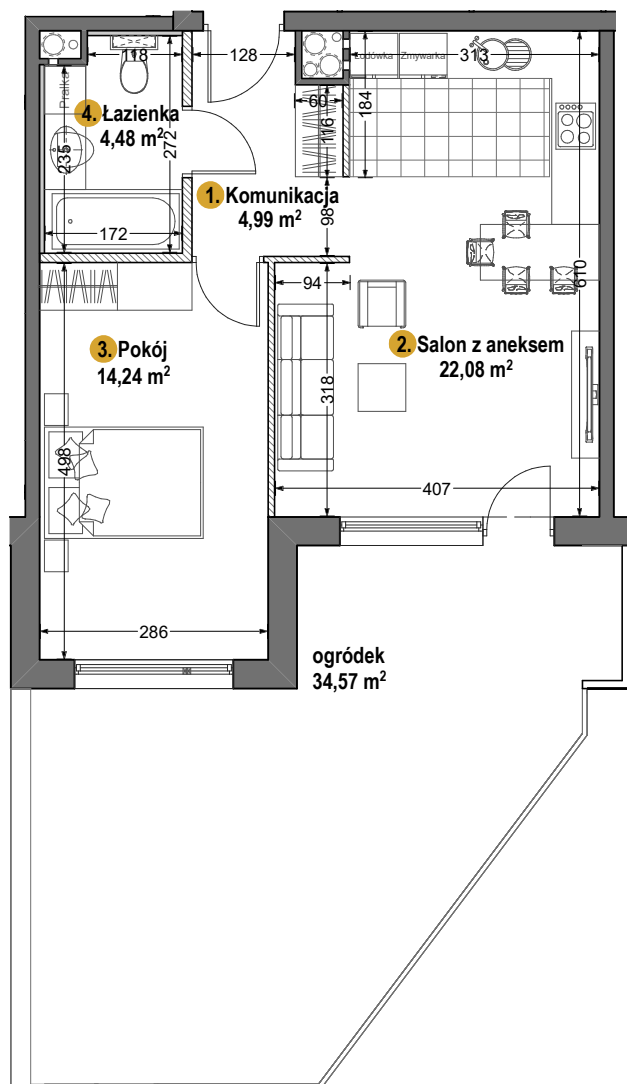 118
128
Lodówka
Zmywarka
313
Pralka
4. Łazienka
4,48 m²
235
272
60
116
184
1. Komunikacja
4,99 m²
98
172
94
610
3. Pokój
14,24 m²
2. Salon z aneksem
22,08 m²
318
498
407
286
ogródek
34,57 m²